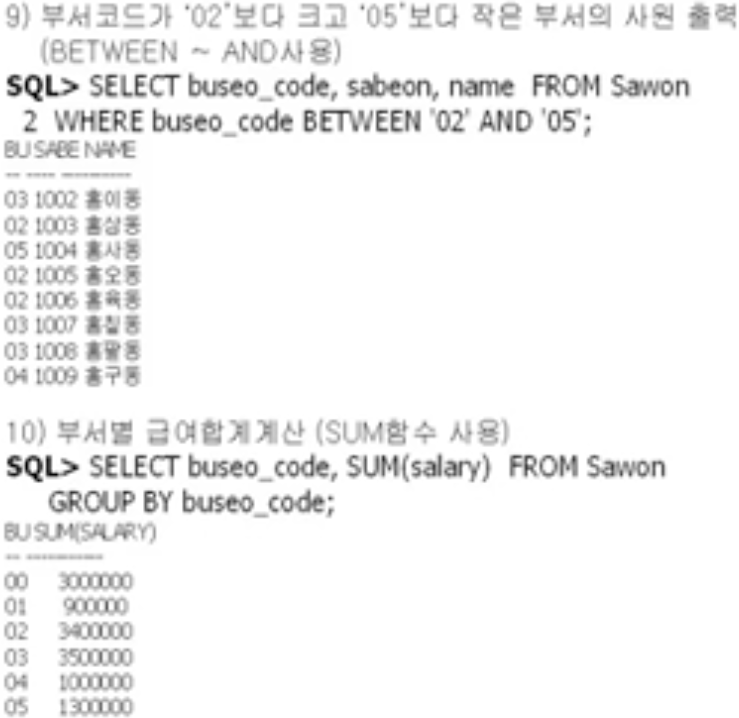 9) 부서코드가 '02'보다 크고 '05'보다 작은 부서의 사원 출력
(BETWEEN ~ AND사용)
SQL> SELECT buseo_code, sabeon, name FROM Sawon
2 WHERE buseo_code BETWEEN '02' AND '05';
BU SABE NAME
-- ---- ----------
03 1002 홍이동
02 1003 홍삼동
05 1004 홍사동
02 1005 홍오동
02 1006 홍육동
03 1007 홍칠동
03 1008 홍팔동
04 1009 홍구동
10) 부서별 급여합계계산 (SUM함수 사용)
SQL> SELECT buseo_code, SUM(salary) FROM Sawon
GROUP BY buseo_code;
BU SUM(SALARY)
-- -----------
00 3000000
01 900000
02 3400000
03 3500000
04 1000000
05 1300000